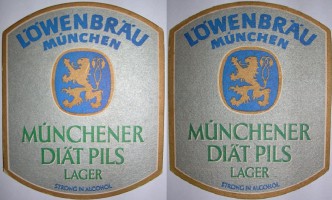 LÖWENBRÄU
MÜNCHEN
MÜNCHENER
DIÄT PILS
LAGER
STRONG IN ALCOHOL
LÖWENBRÄU
MÜNCHEN
MÜNCHENER
DIÄT PILS
LAGER
STRONG IN ALCOHOL